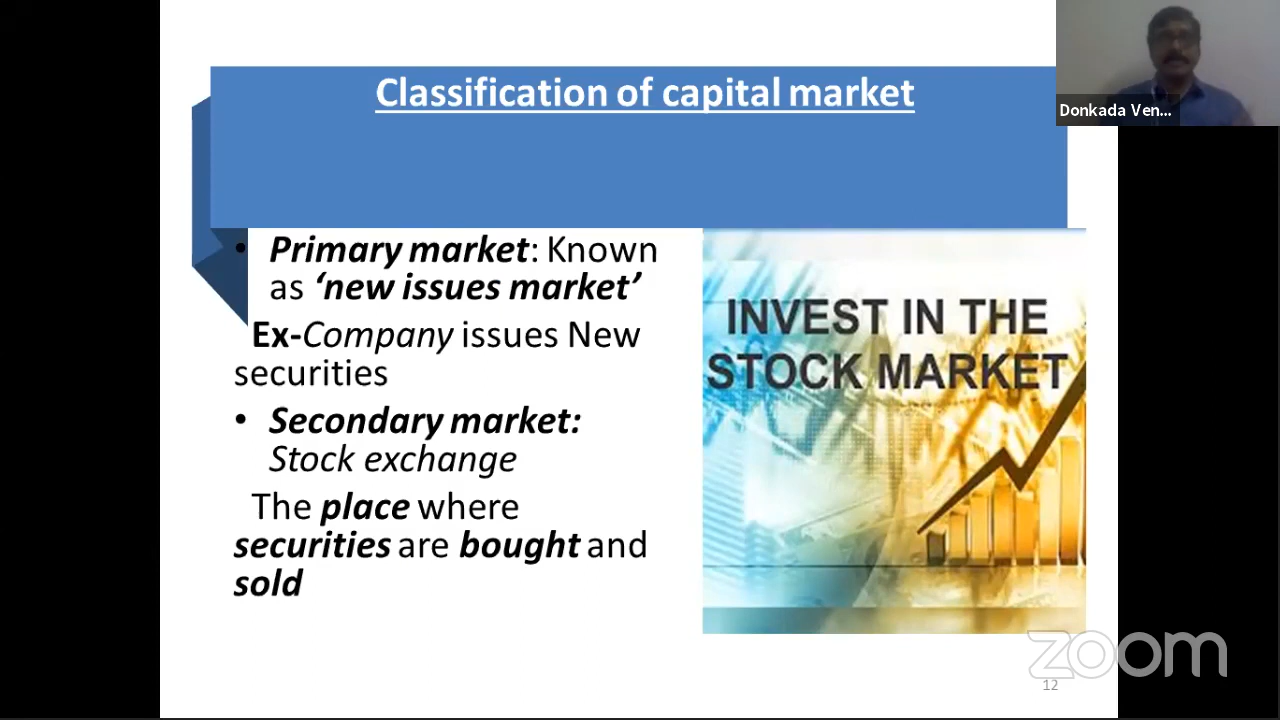 Classification of capital market
Donkada Ven...
• Primary market: Known
as ‘new issues market’
Ex-Company issues New
securities
• Secondary market:
Stock exchange
The place where
securities are bought and
sold
INVEST IN THE
STOCK MARKET
zoom
12